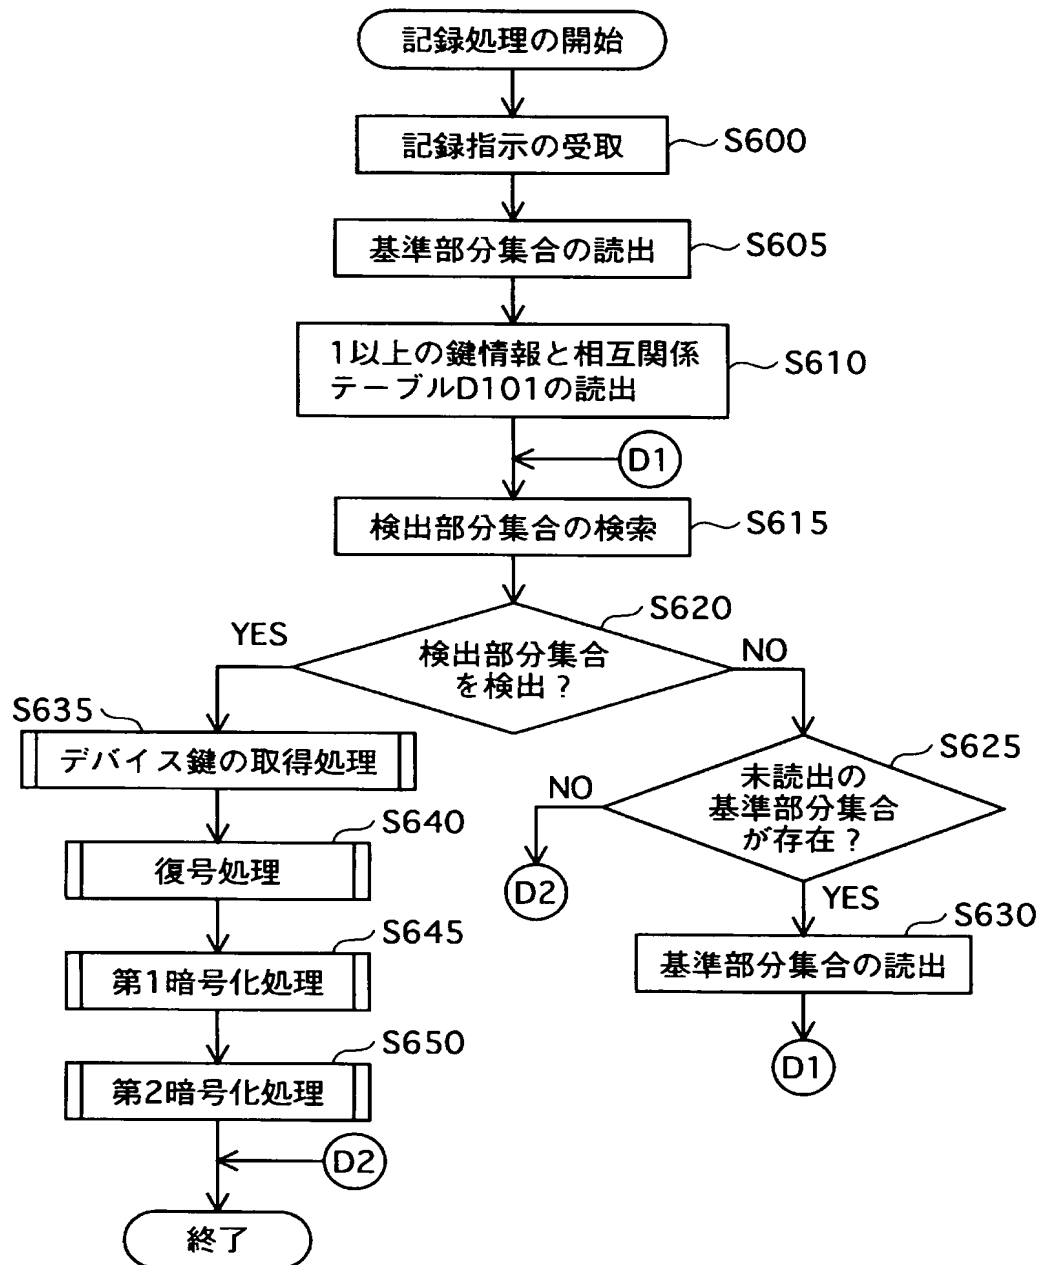 記録処理の開始
記録指示の受取
S600
基準部分集合の読出
S605
1以上の鍵情報と相互関係
テーブルD101の読出
S610
D1
検出部分集合の検索
S615
S620
検出部分集合
を検出?
YES
NO
S635
デバイス鍵の取得処理
S625
未読出の
基準部分集合
が存在?
NO
D2
YES
S640
復号処理
S630
基準部分集合の読出
D1
S645
第1暗号化処理
S650
第2暗号化処理
D2
終了